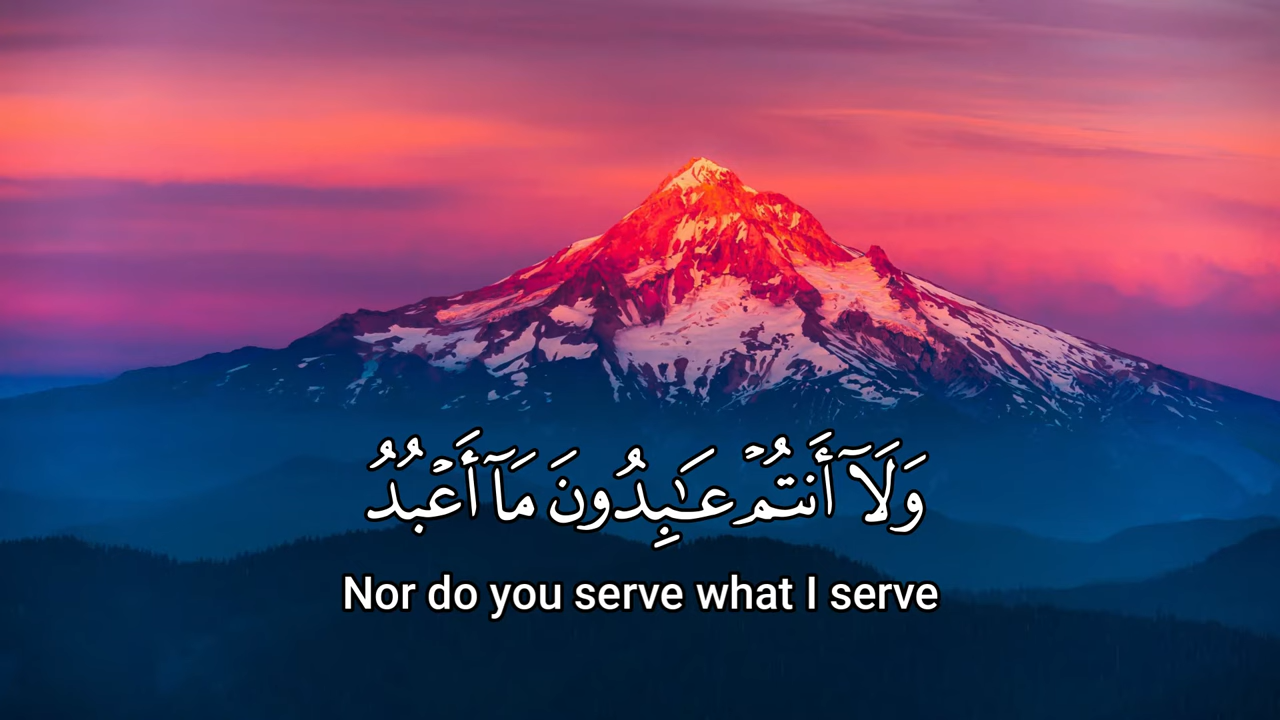 وَلَآ أَنتُمْ عَـٰبِدُونَ مَآ أَعْبُدُ
Nor do you serve what I serve